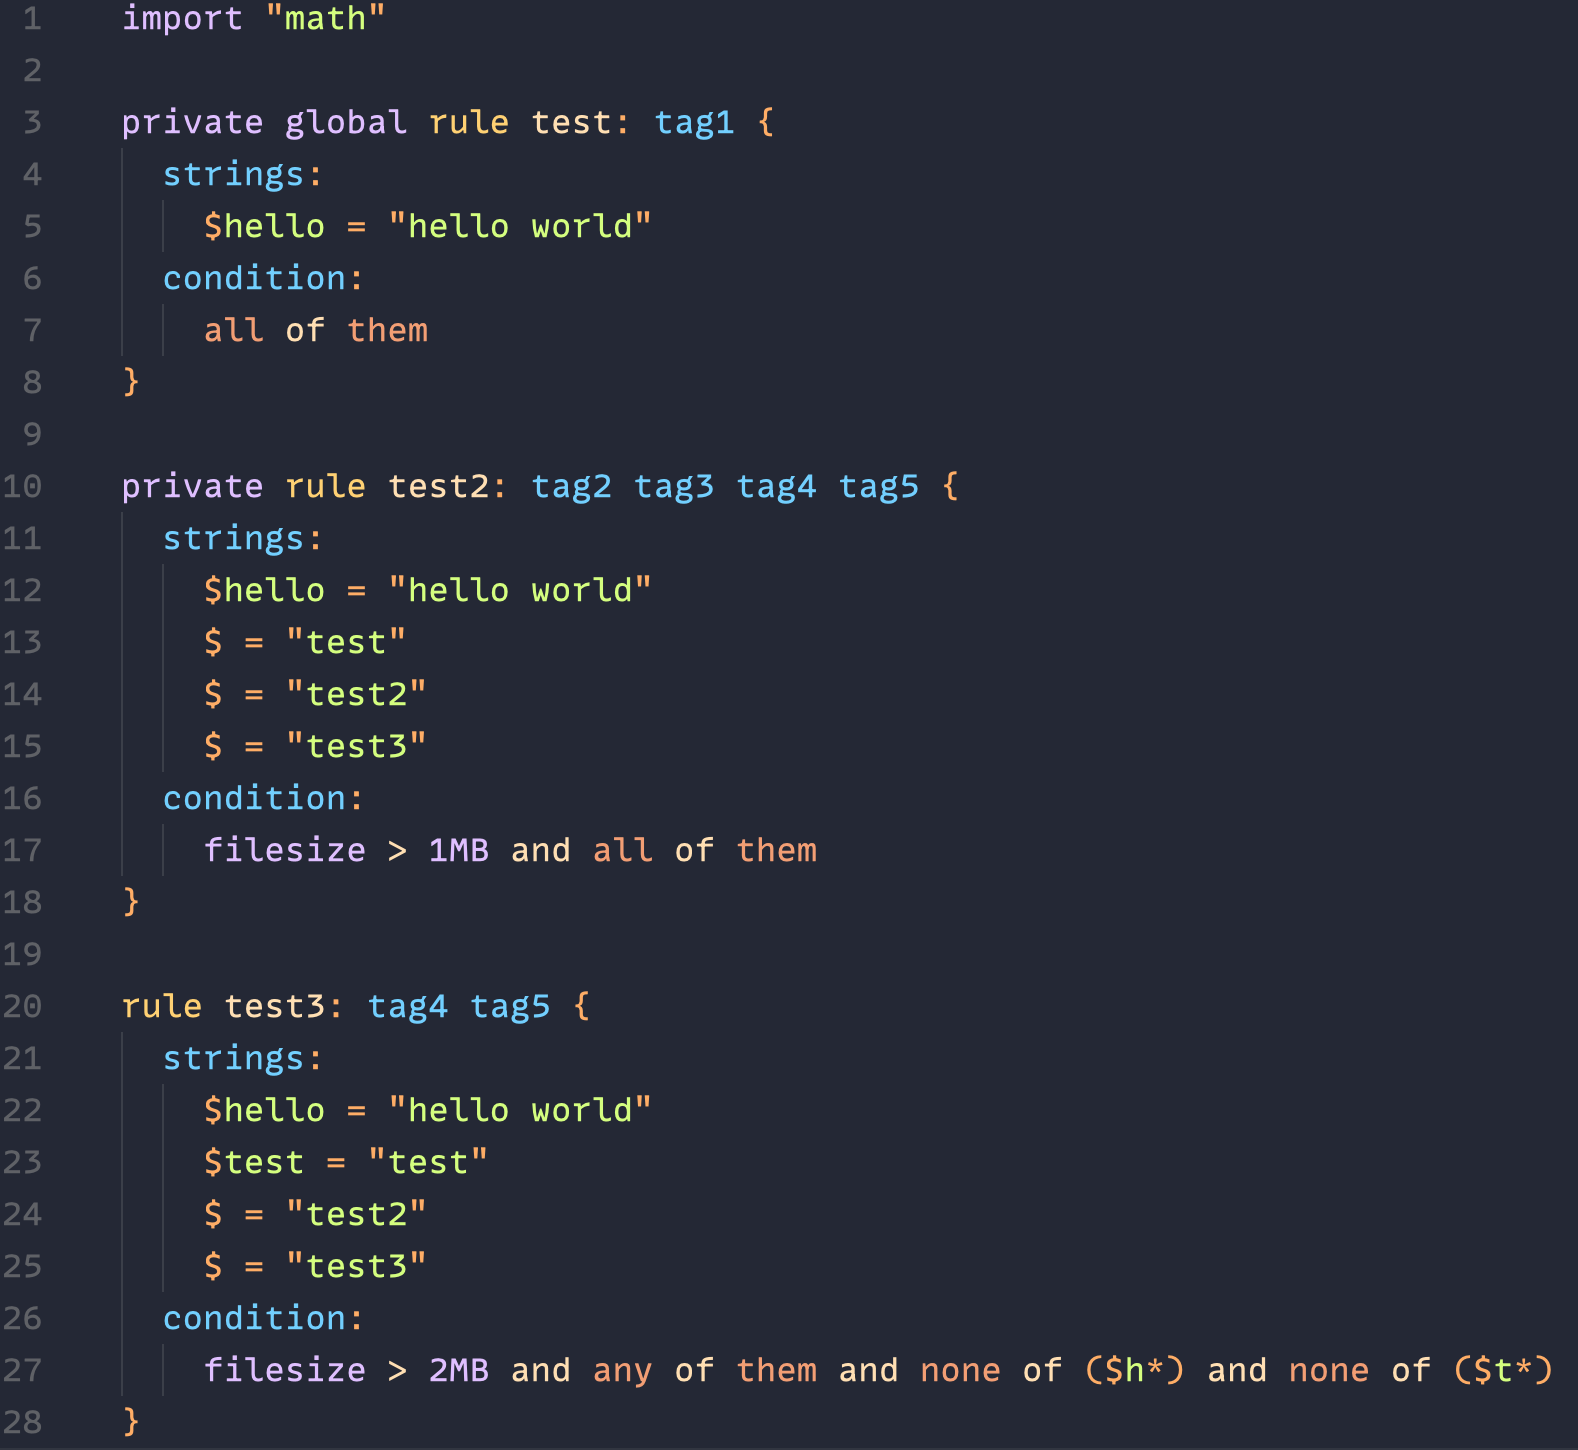 1 import "math"
2
3 private global rule test: tag1 {
4 strings:
5 $hello = "hello world"
6 condition:
7 all of them
8 }
9
10 private rule test2: tag2 tag3 tag4 tag5 {
11 strings:
12 $hello = "hello world"
13 $ = "test"
14 $ = "test2"
15 $ = "test3"
16 condition:
17 filesize > 1MB and all of them
18 }
19
20 rule test3: tag4 tag5 {
21 strings:
22 $hello = "hello world"
23 $test = "test"
24 $ = "test2"
25 $ = "test3"
26 condition:
27 filesize > 2MB and any of them and none of ($h*) and none of ($t*)
28 }